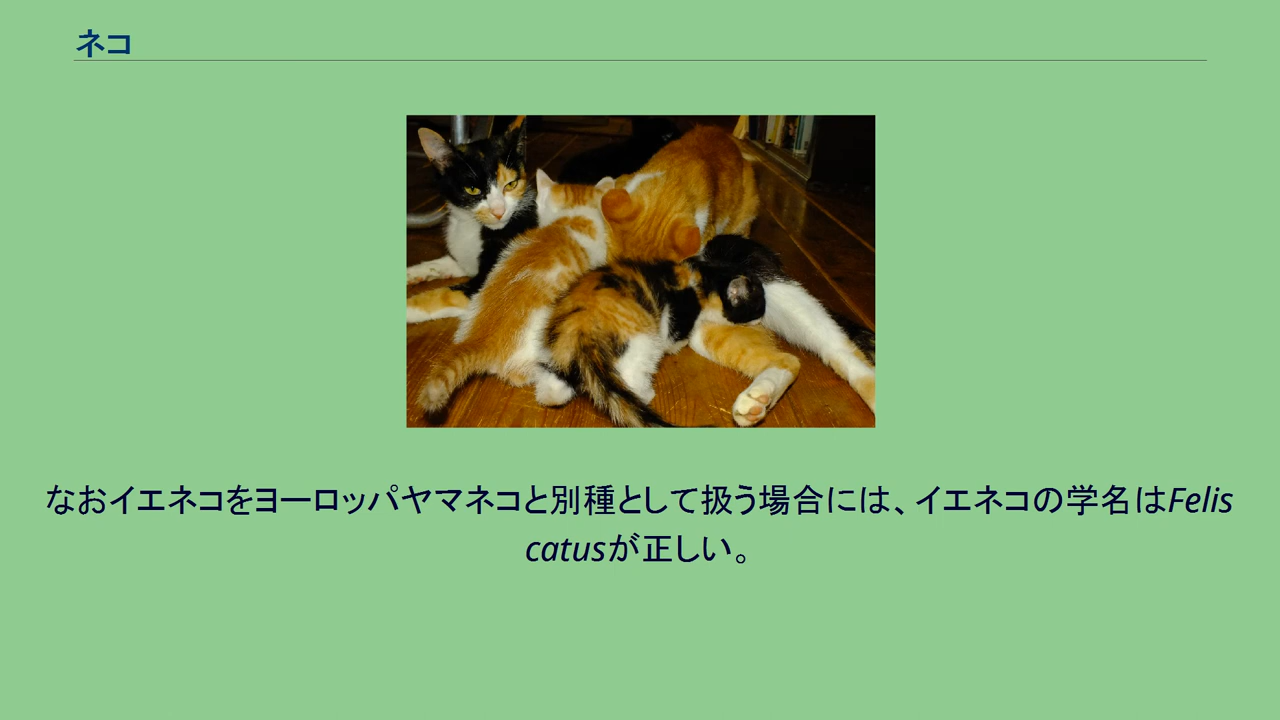 ネコ
なおイエネコをヨーロッパヤマネコと別種として扱う場合には、イエネコの学名はFelis
catusが正しい。